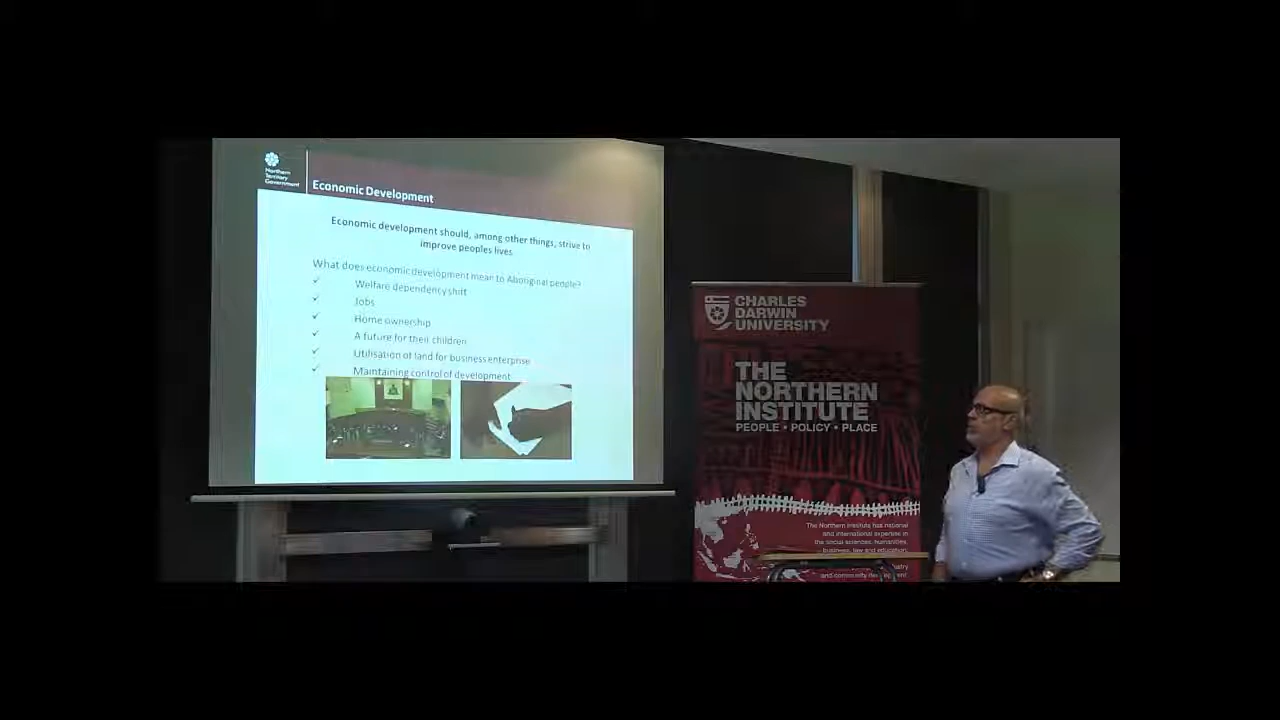 Northern
Territory
Government
Economic Development
Economic development should, among other things, strive to
improve peoples lives
What does economic development mean to Aboriginal people?
Welfare dependency shift
Jobs
Home ownership
A future for their children
Utilisation of land for business enterprise
Maintaining control of development
CHARLES
DARWIN
UNIVERSITY
THE
NORTHERN
INSTITUTE
PEOPLE • POLICY • PLACE
The Northern Institute has national
and international expertise in
the social sciences, humanities,
business, law and education,
and community